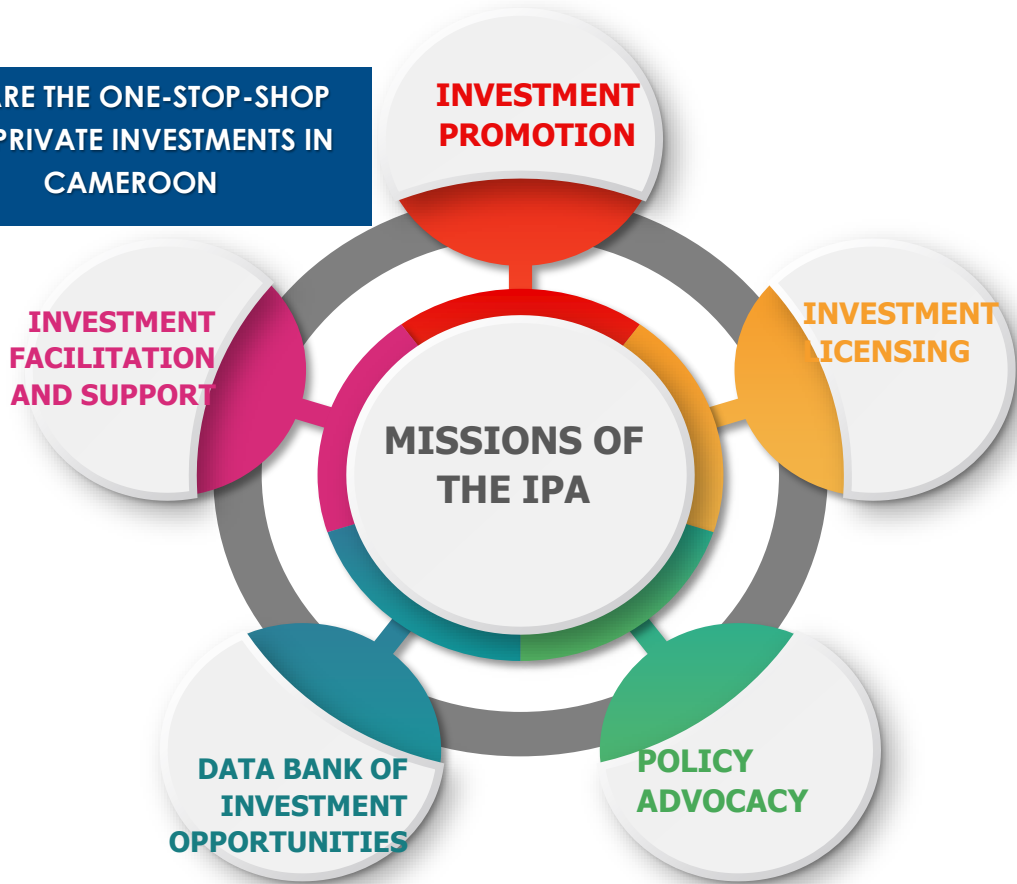 ARE THE ONE-STOP-SHOP
PRIVATE INVESTMENTS IN
CAMEROON
INVESTMENT
PROMOTION
INVESTMENT
FACILITATION
AND SUPPORT
INVESTMENT
LICENSING
MISSIONS OF
THE IPA
DATA BANK OF
INVESTMENT
OPPORTUNITIES
POLICY
ADVOCACY